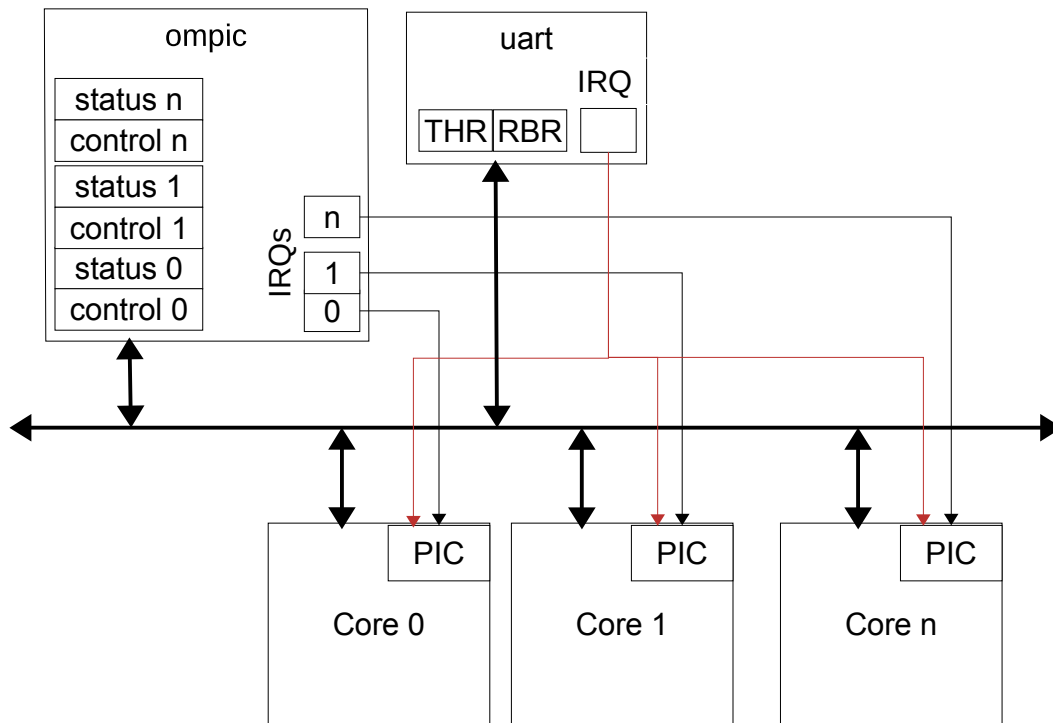 ompic
status n
control n
status 1
control 1
status 0
control 0
IRQs
n
1
0
uart
IRQ
THR RBR
PIC
Core 0
PIC
Core 1
PIC
Core n